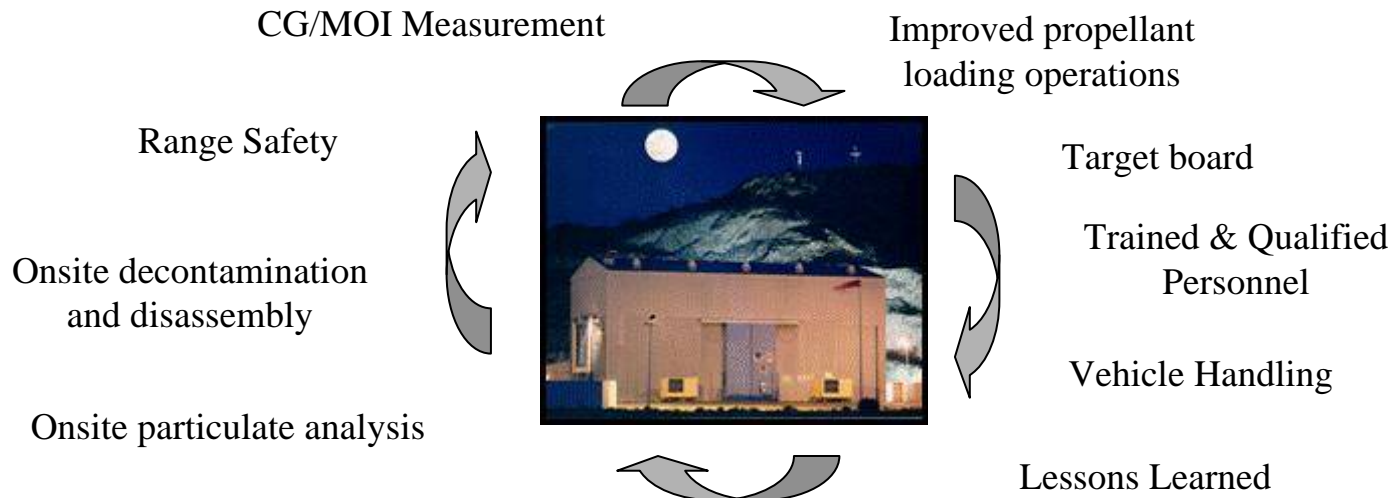 CG/MOI Measurement
Improved propellant
loading operations
Range Safety
Target board
Trained & Qualified
Personnel
Onsite decontamination
and disassembly
Vehicle Handling
Onsite particulate analysis
Lessons Learned